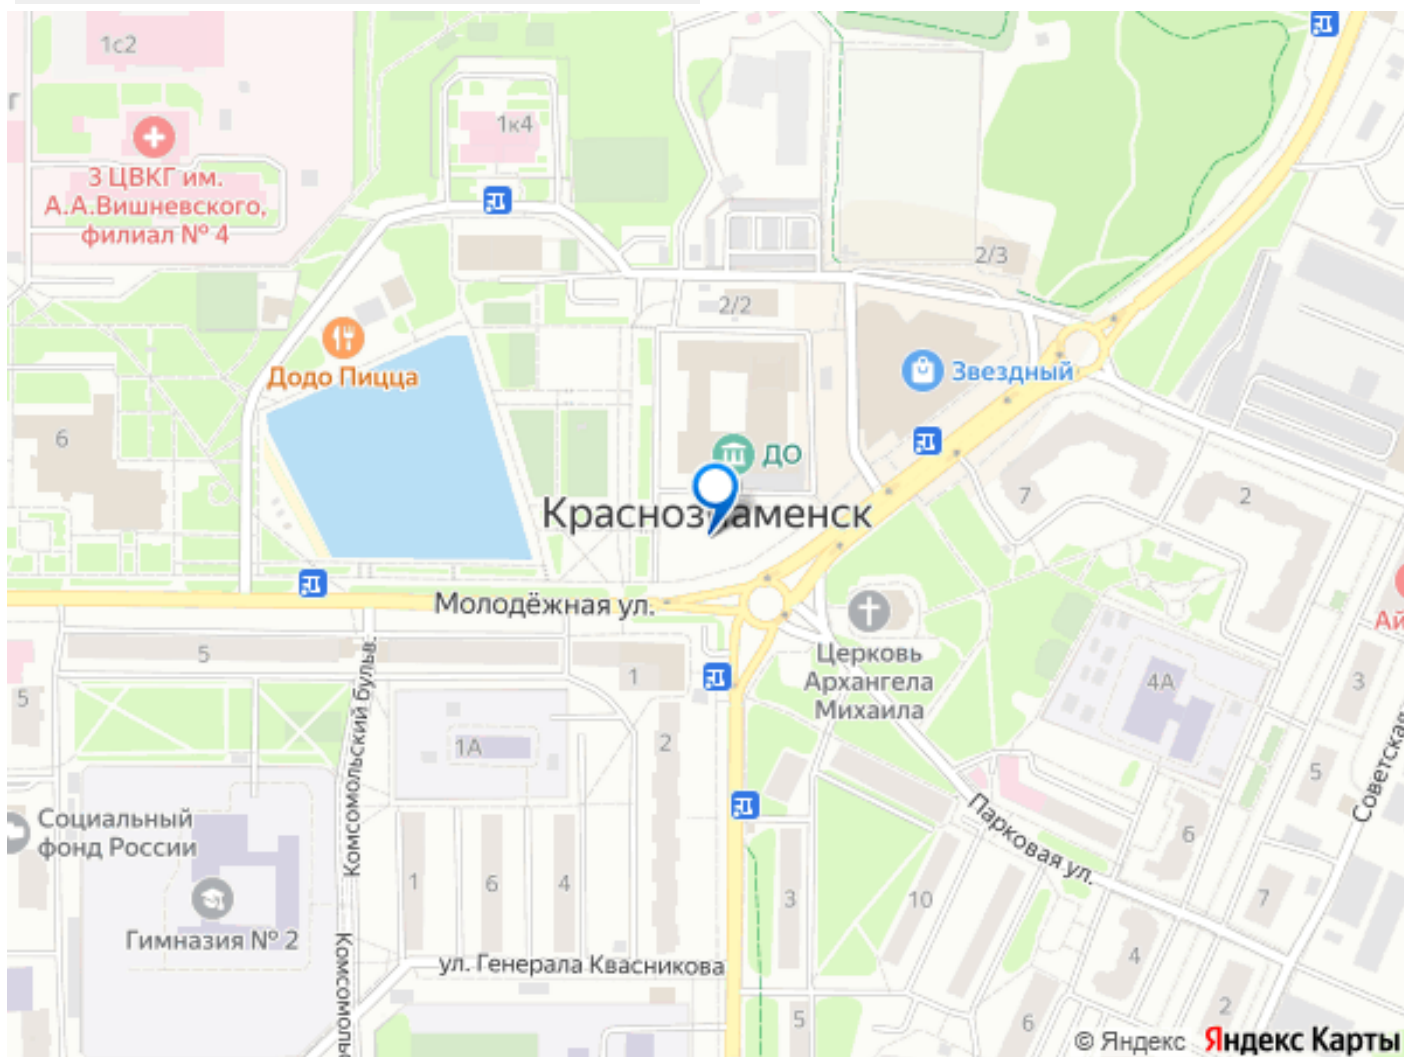 1с2
1к4
3 ЦВКГ им.
А.А.Вишневского,
филиал № 4
2/3
2/2
Додо Пицца
Звездный
6
ДО
7
2
Краснознаменск
Молодёжная ул.
5
1
5
Комсомольский бульв.
Церковь
Архангела
Михаила
4А
3
Ай
1А
2
5
Советская
Социальный
фонд России
Парковая ул.
6
1
6
4
3
10
7
Гимназия № 2
Комсомоль
ул. Генерала Квасникова
4
5
6
2
© Яндекс Яндекс Карты